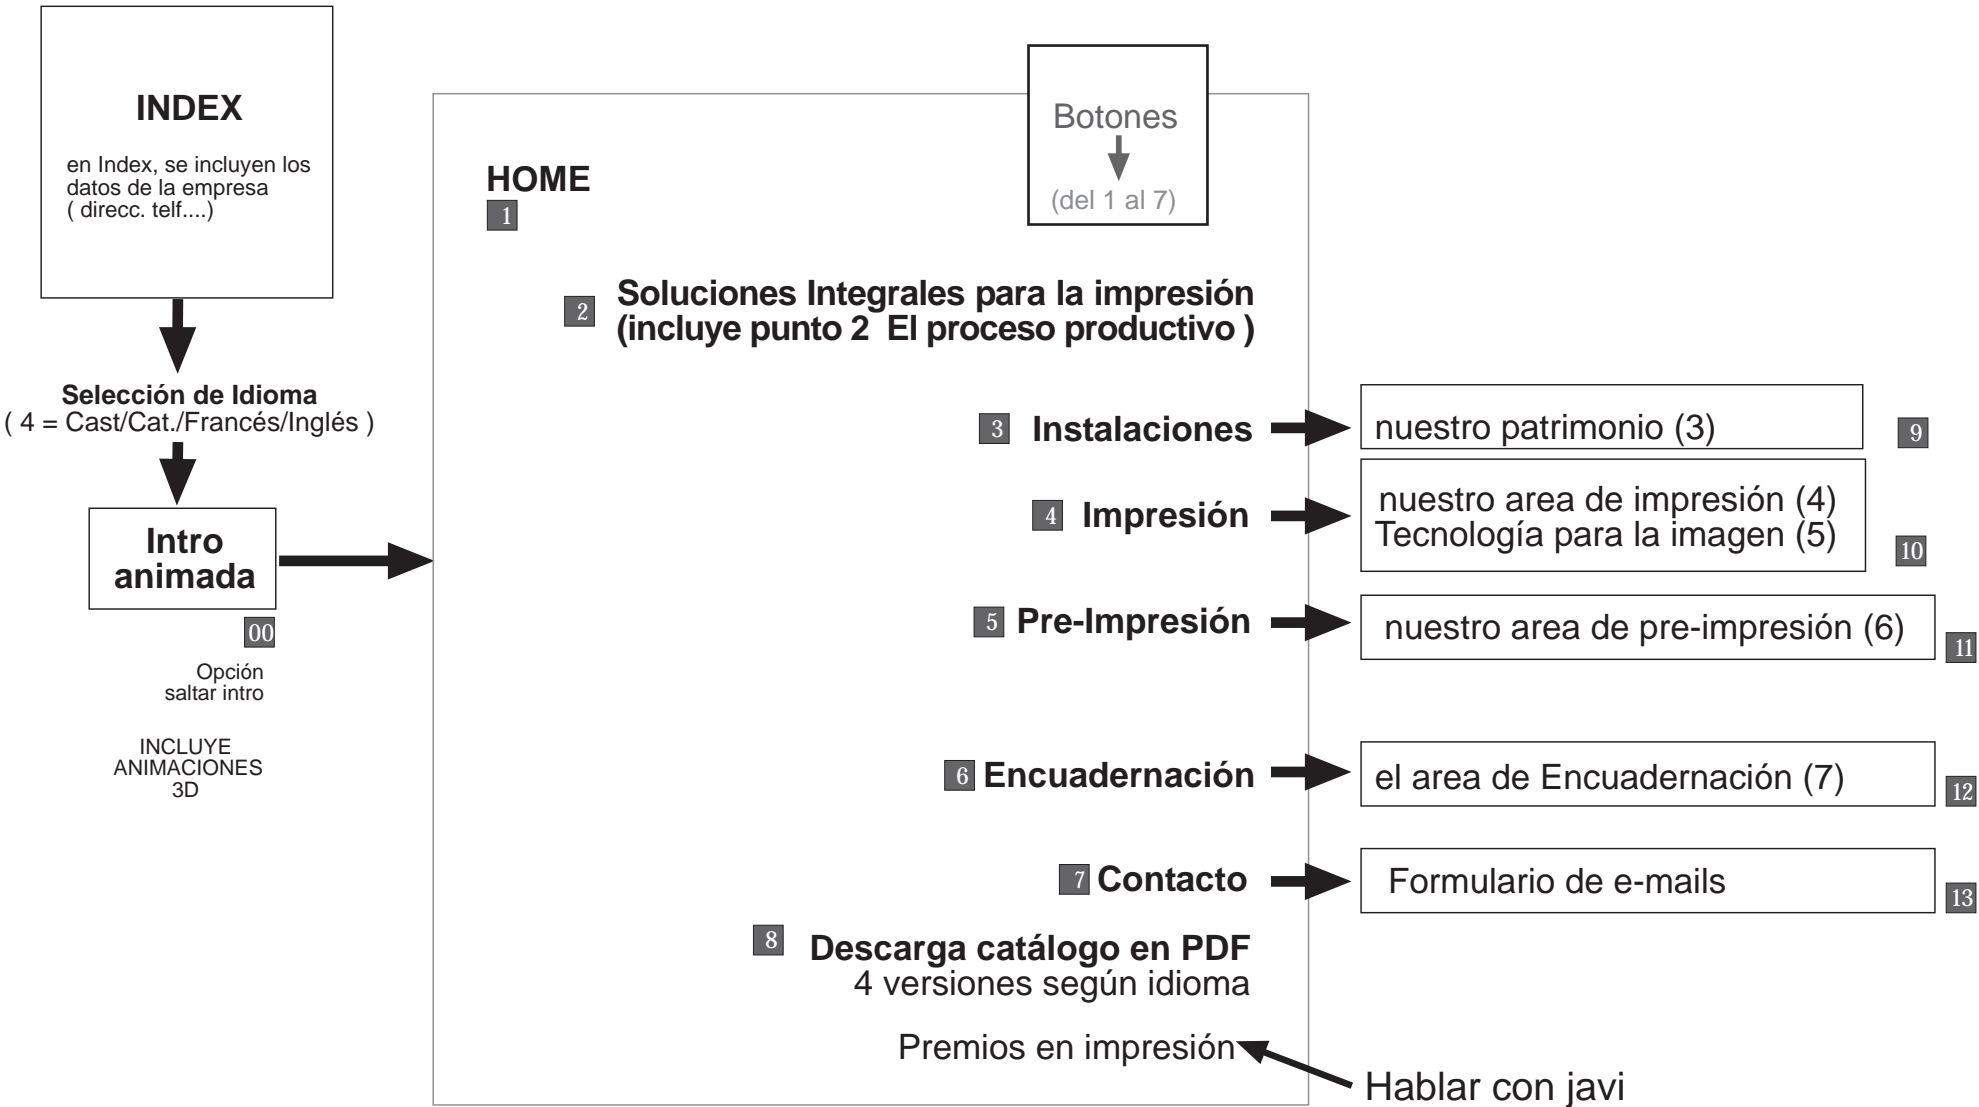 INDEX
en Index, se incluyen los
datos de la empresa
( direcc. telf....)
Selección de Idioma
( 4 = Cast/Cat./Francés/Inglés )
Intro
animada
00
Opción
saltar intro
INCLUYE
ANIMACIONES
3D
Botones
(del 1 al 7)
HOME
1
2
Soluciones Integrales para la impresión
(incluye punto 2  El proceso productivo )
3 Instalaciones
nuestro patrimonio (3)
9
4 Impresión
nuestro area de impresión (4)
Tecnología para la imagen (5)
10
5 Pre-Impresión
nuestro area de pre-impresión (6)
11
6 Encuadernación
el area de Encuadernación (7)
12
7 Contacto
Formulario de e-mails
13
8 Descarga catálogo en PDF
4 versiones según idioma
Premios en impresión
Hablar con javi